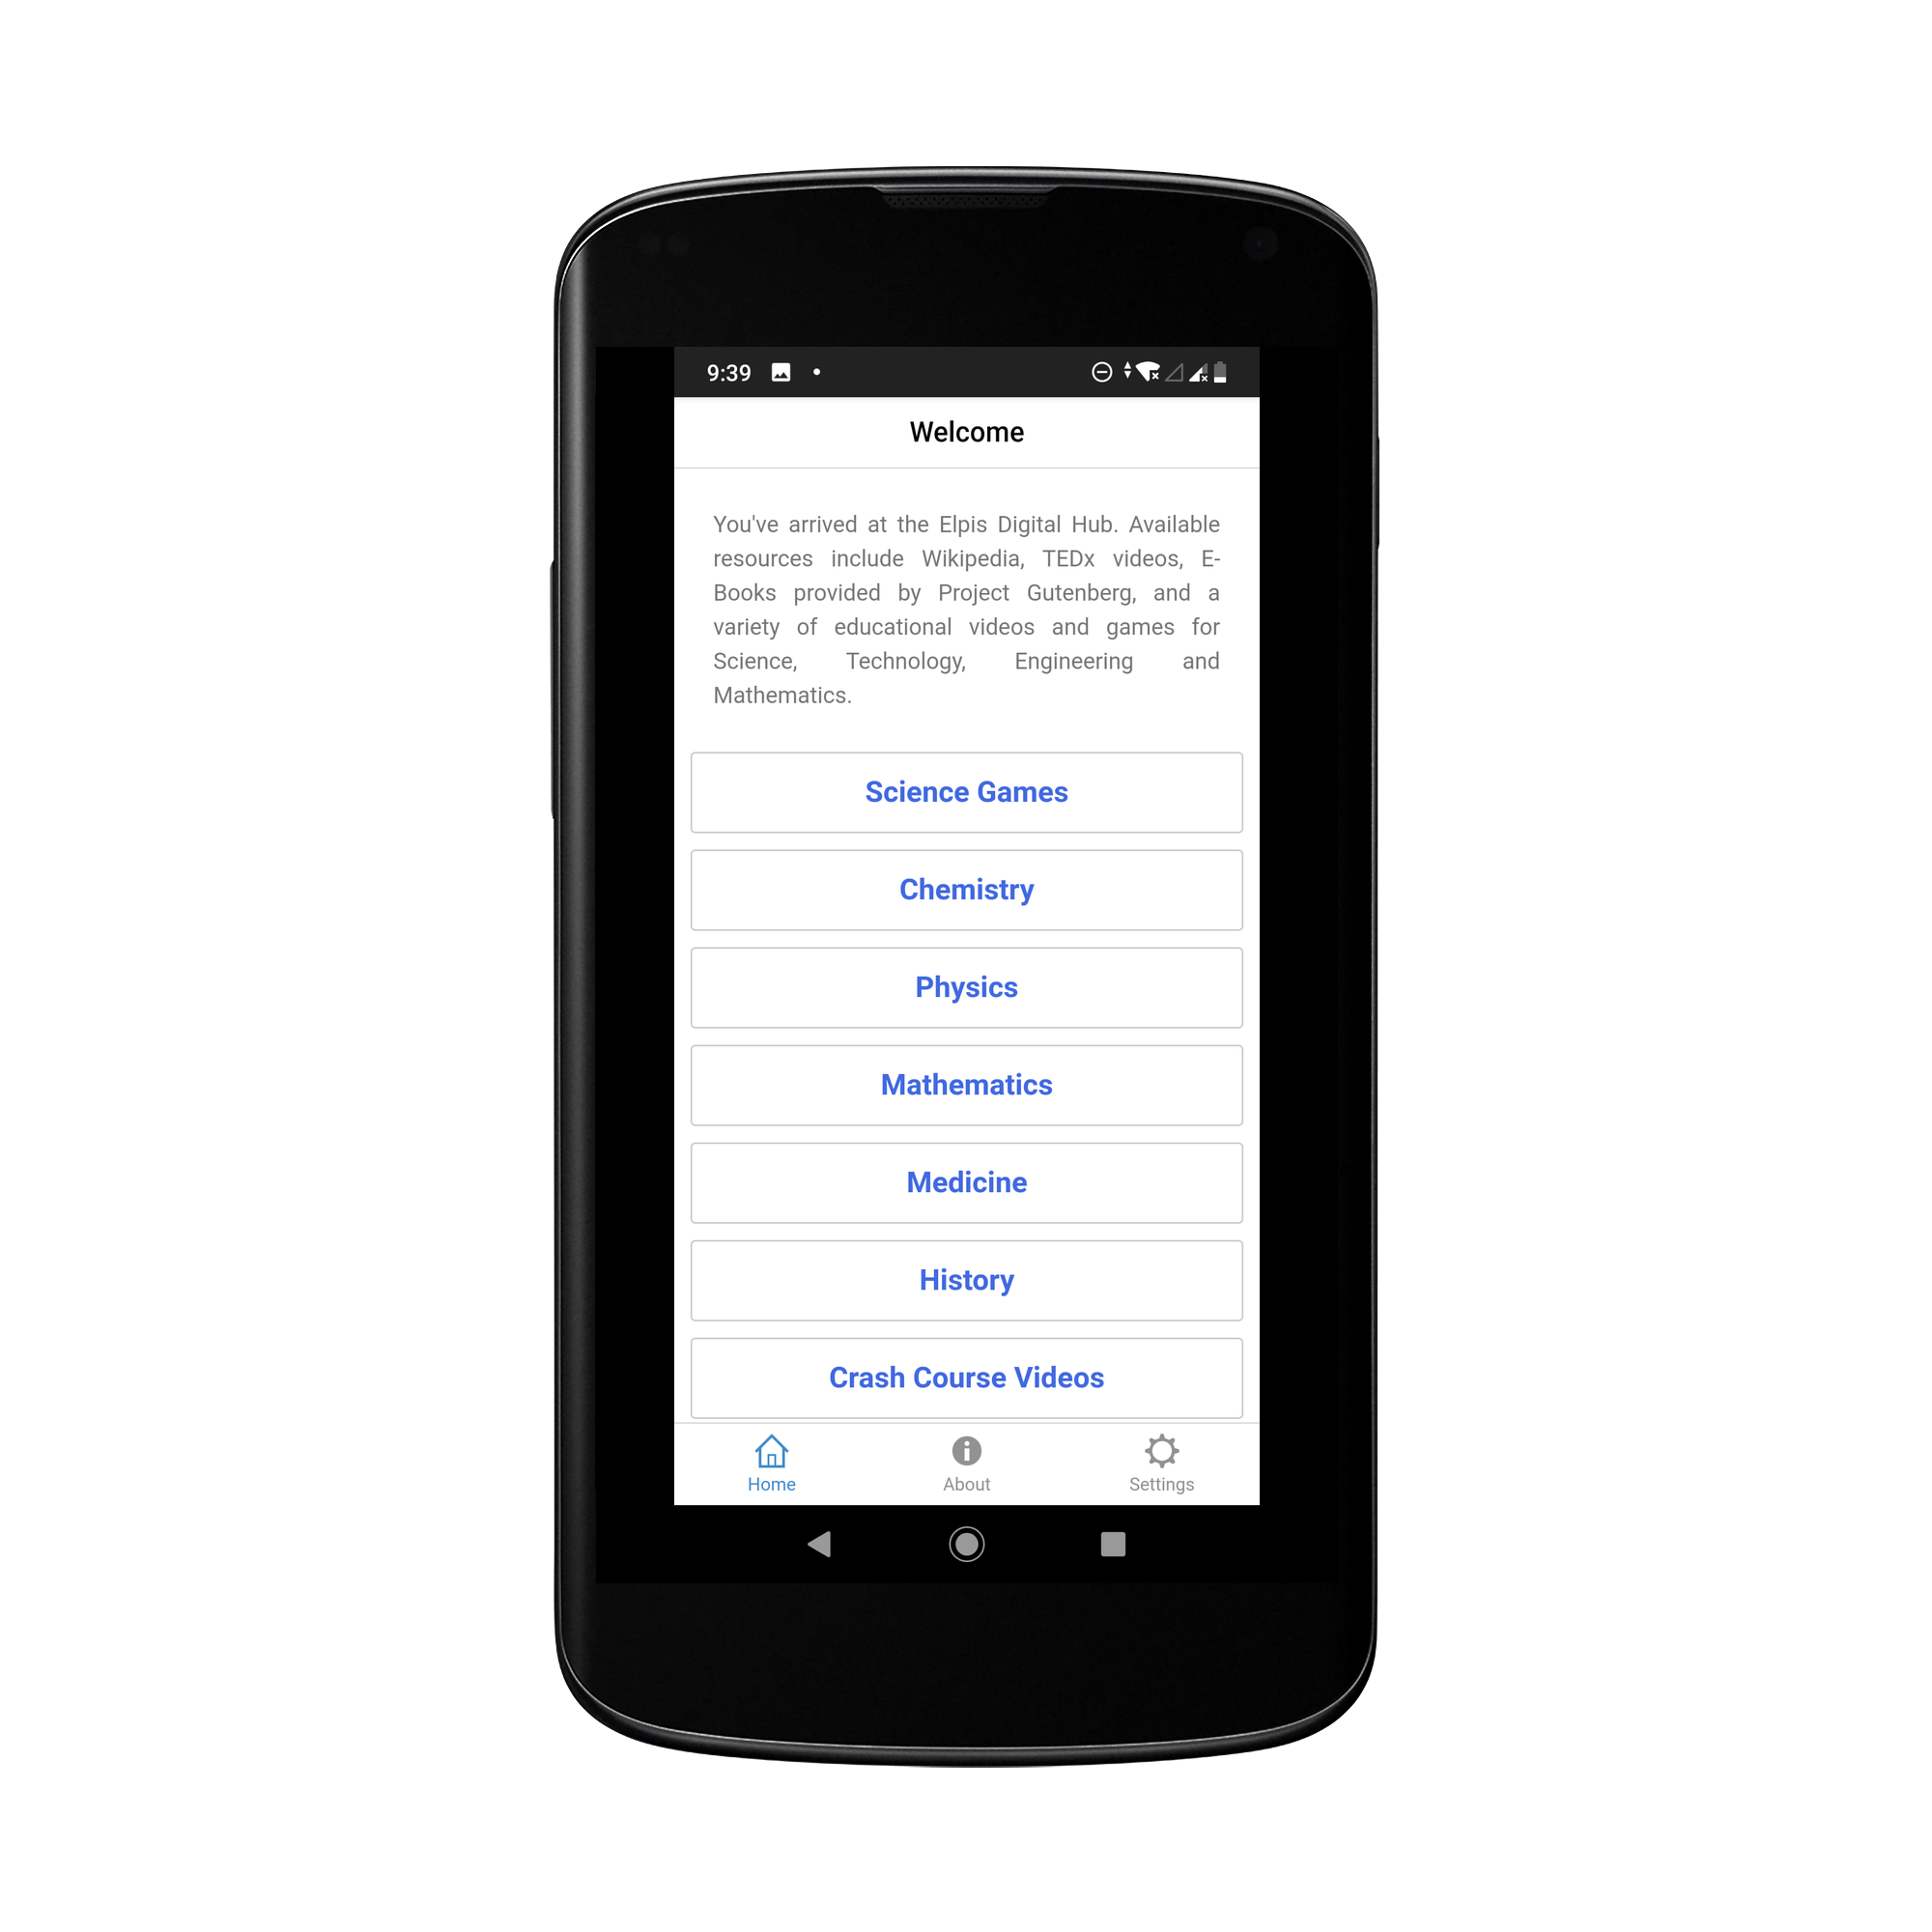 9:39
Welcome
You've arrived at the Elpis Digital Hub. Available
resources include Wikipedia, TEDx videos, E-
Books provided by Project Gutenberg, and a
variety of educational videos and games for
Science, Technology, Engineering and
Mathematics.
Science Games
Chemistry
Physics
Mathematics
Medicine
History
Crash Course Videos
Home About Settings